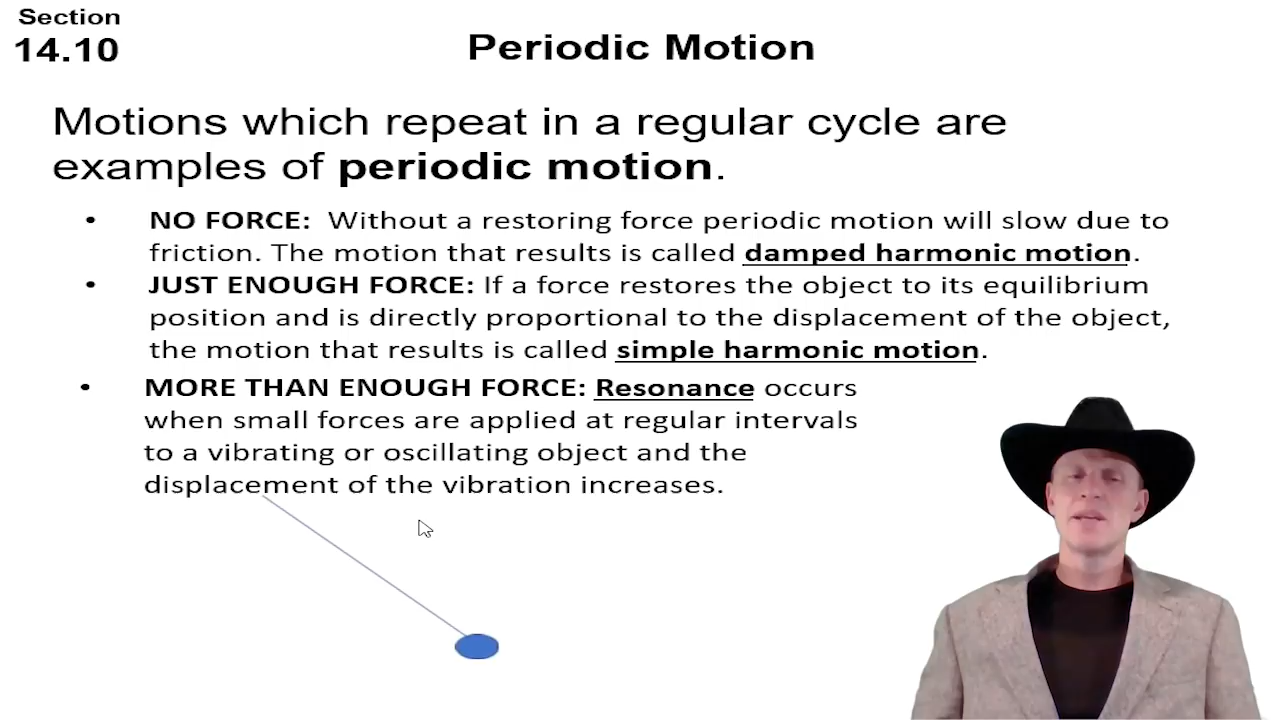 Section
14.10
Periodic Motion
Motions which repeat in a regular cycle are
examples of periodic motion.
• NO FORCE: Without a restoring force periodic motion will slow due to
friction. The motion that results is called damped harmonic motion.
• JUST ENOUGH FORCE: If a force restores the object to its equilibrium
position and is directly proportional to the displacement of the object,
the motion that results is called simple harmonic motion.
• MORE THAN ENOUGH FORCE: Resonance occurs
when small forces are applied at regular intervals
to a vibrating or oscillating object and the
displacement of the vibration increases.